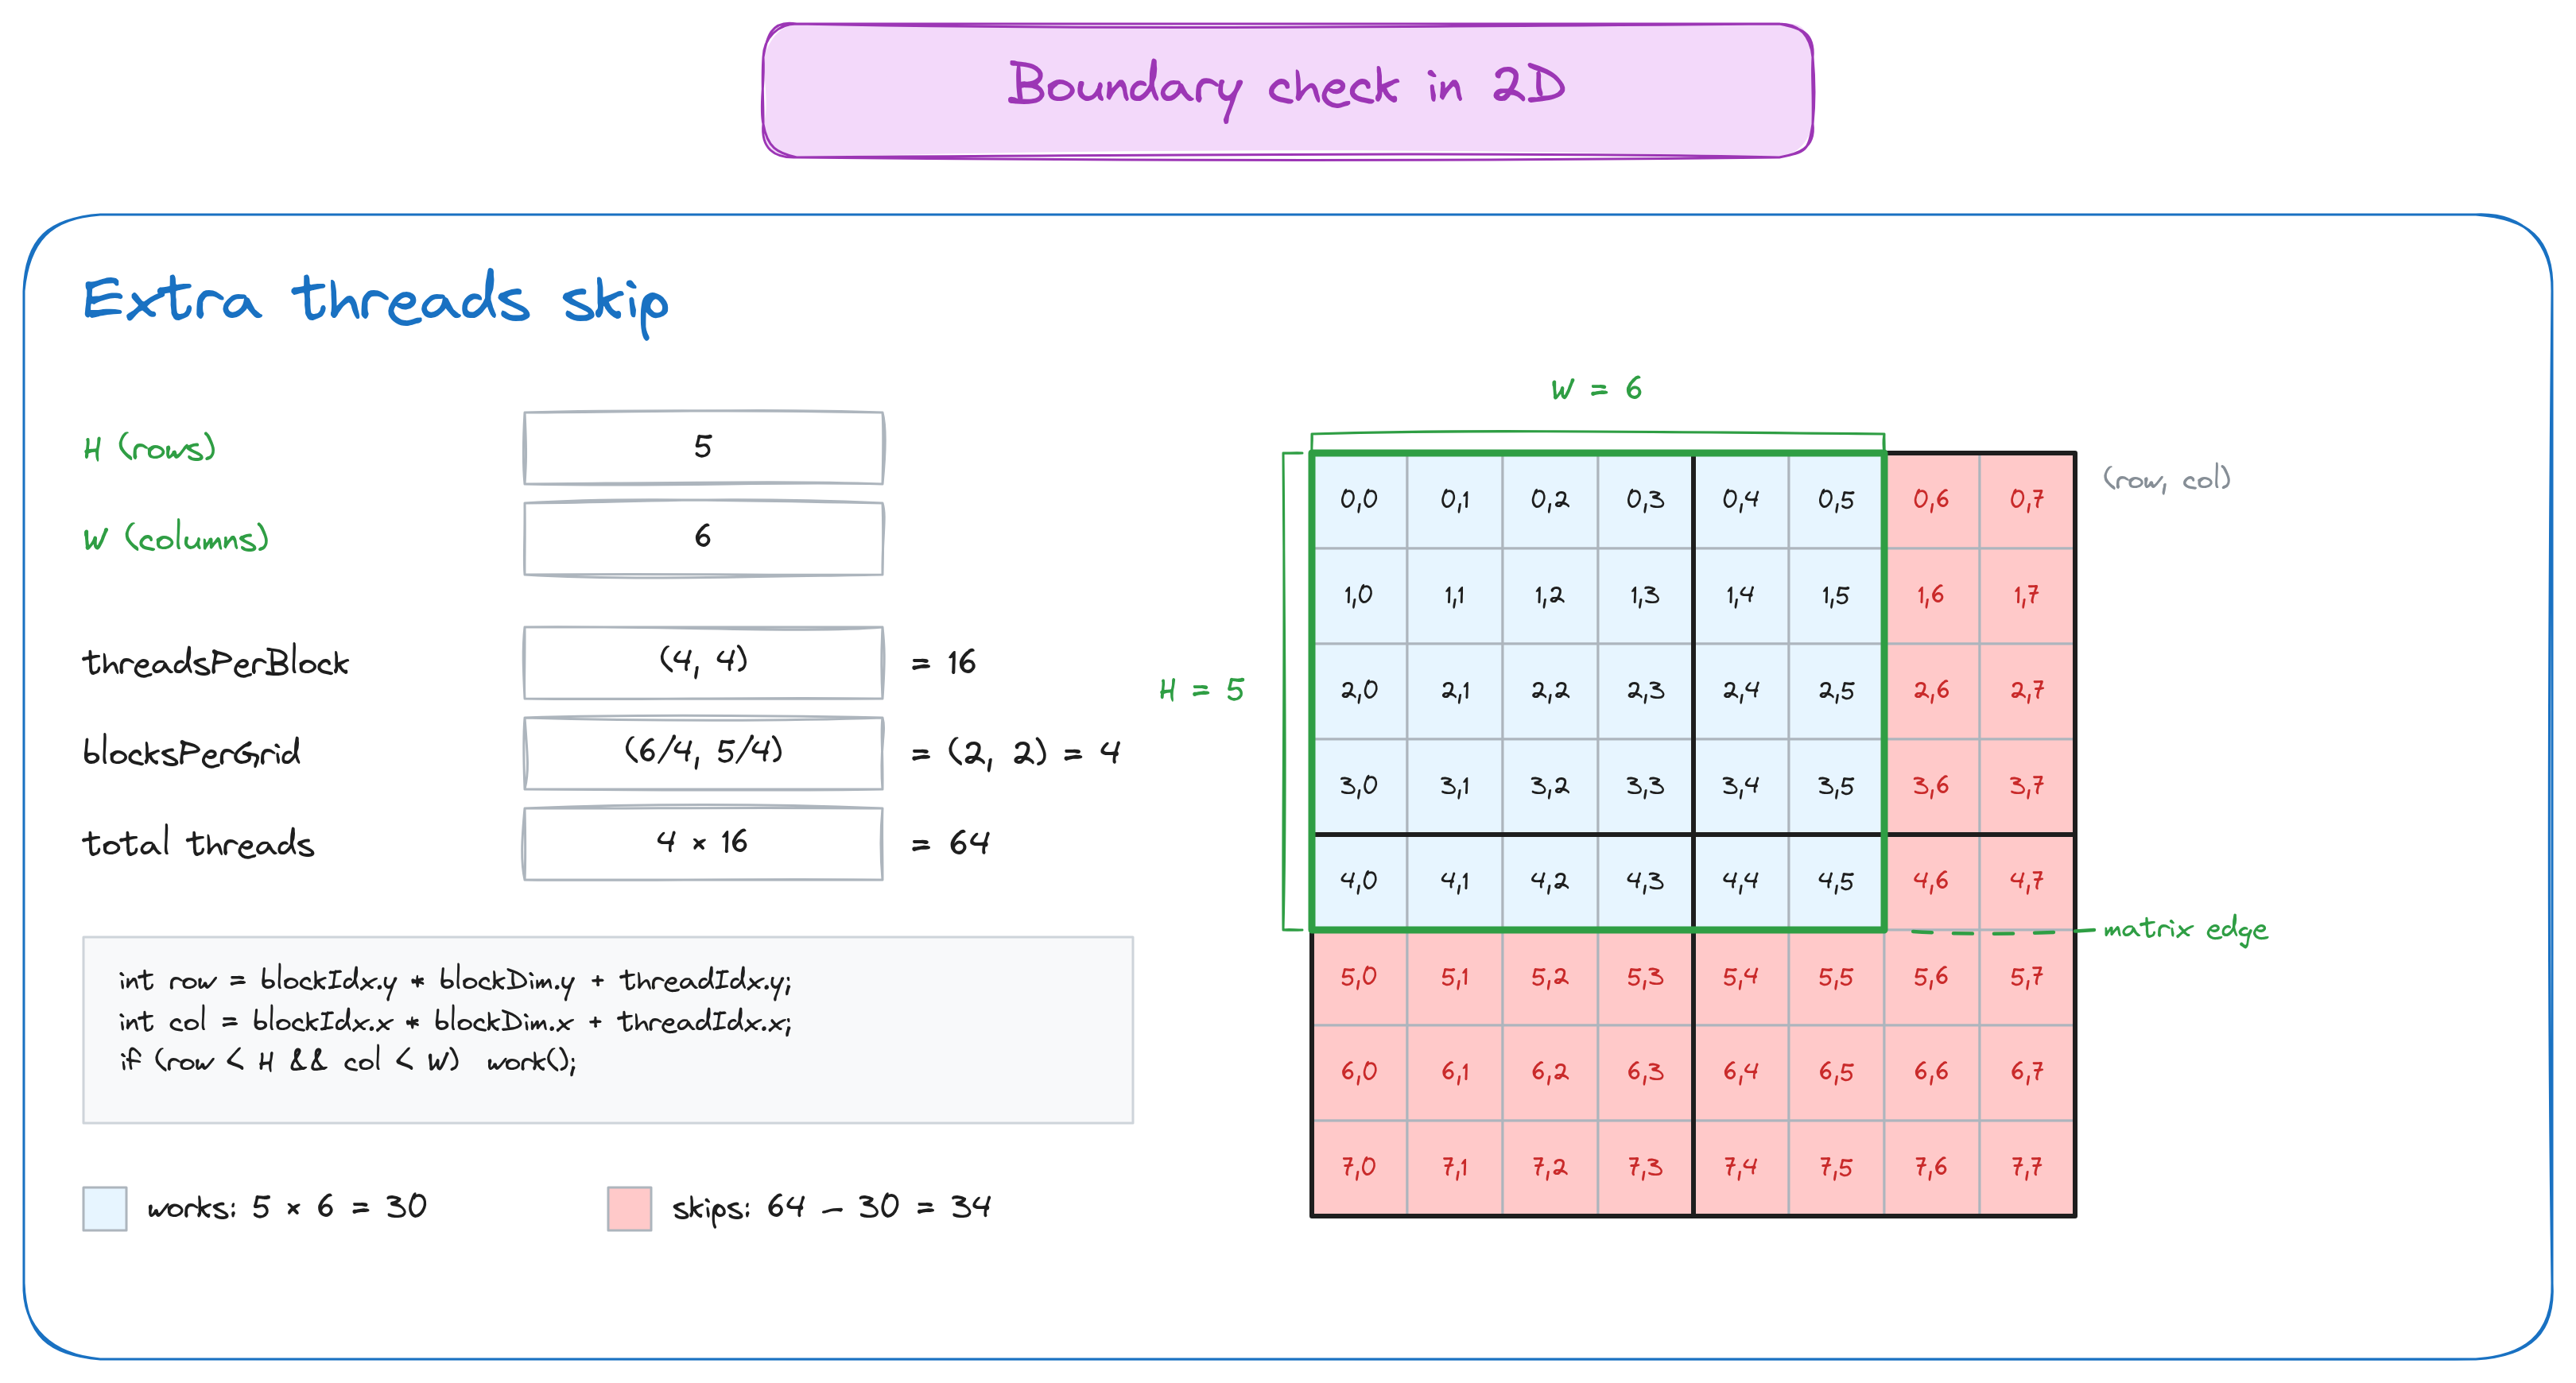 Boundary check in 2D
Extra threads skip
H (rows) 5
W (columns) 6
threadsPerBlock (4, 4) = 16
blocksPerGrid (6/4, 5/4) = (2, 2) = 4
total threads 4 × 16 = 64
int row = blockIdx.y * blockDim.y + threadIdx.y;
int col = blockIdx.x * blockDim.x + threadIdx.x;
if (row < H && col < W) work();
works: 5 × 6 = 30
skips: 64 – 30 = 34
W = 6
H = 5
(row, col)
0,0 0,1 0,2 0,3 0,4 0,5 0,6 0,7
1,0 1,1 1,2 1,3 1,4 1,5 1,6 1,7
2,0 2,1 2,2 2,3 2,4 2,5 2,6 2,7
3,0 3,1 3,2 3,3 3,4 3,5 3,6 3,7
4,0 4,1 4,2 4,3 4,4 4,5 4,6 4,7
matrix edge
5,0 5,1 5,2 5,3 5,4 5,5 5,6 5,7
6,0 6,1 6,2 6,3 6,4 6,5 6,6 6,7
7,0 7,1 7,2 7,3 7,4 7,5 7,6 7,7